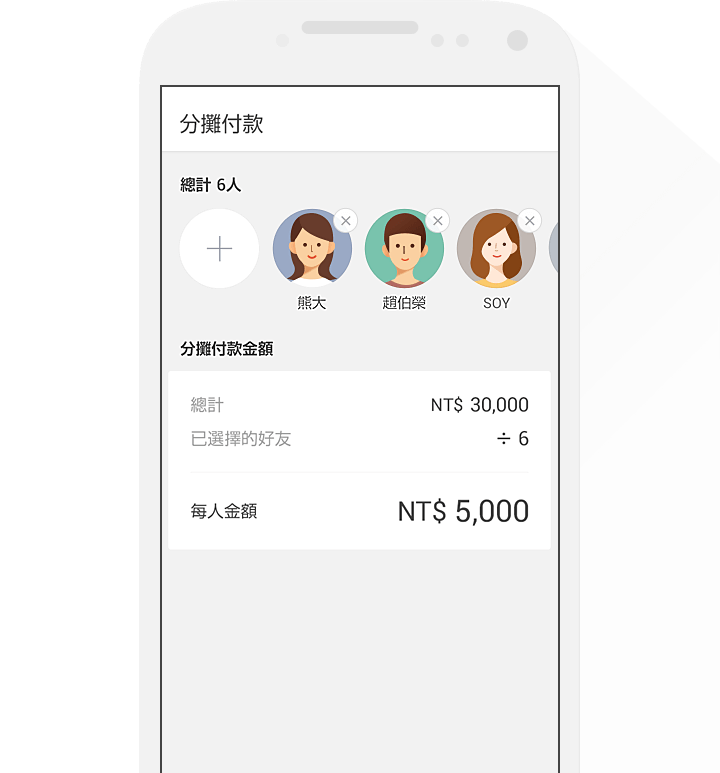 分攤付款
總計 6人
熊大
趙伯榮
SOY
分攤付款金額
總計 NT$ 30,000
已選擇的好友 ÷ 6
每人金額 NT$ 5,000